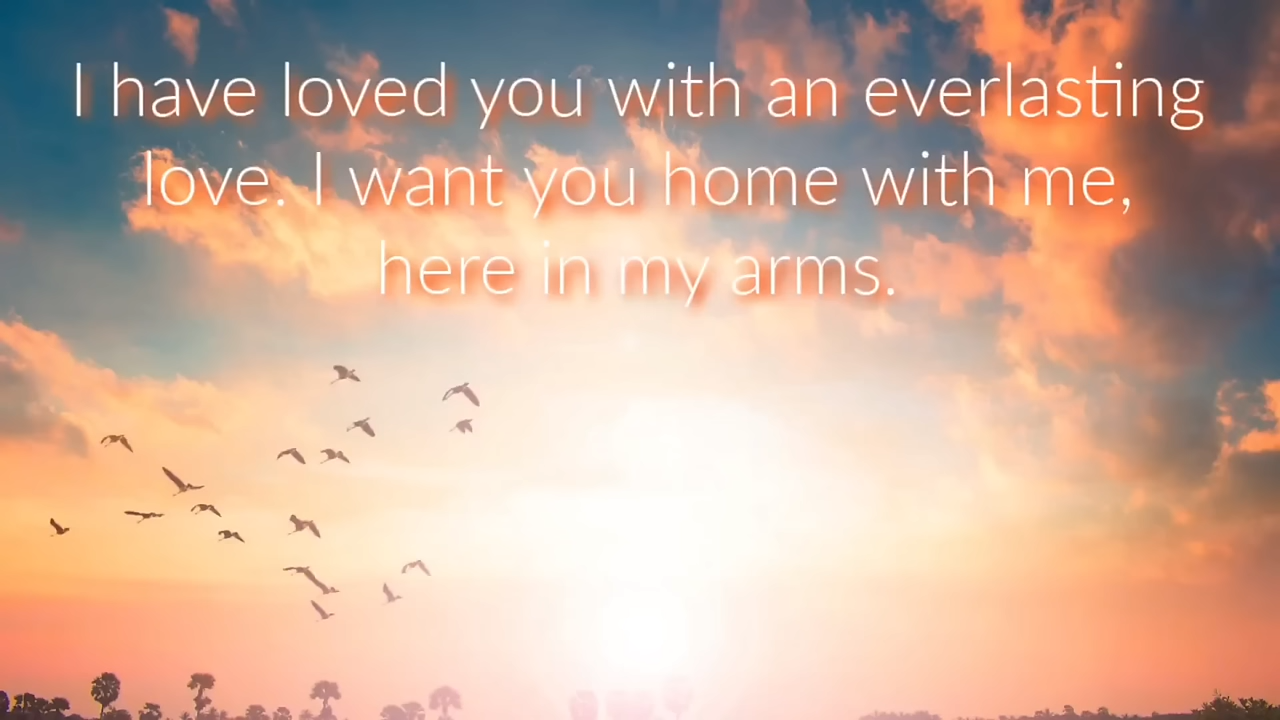 I have loved you with an everlasting
love. I want you home with me,
here in my arms.